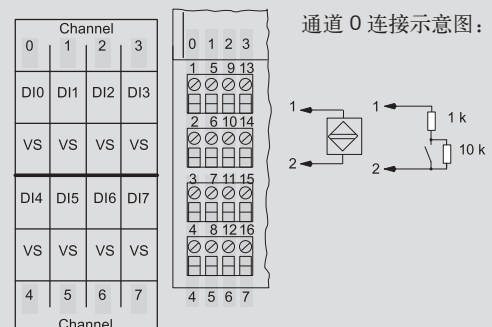 Channel
0 1 2 3
DI0 DI1 DI2 DI3
VS VS VS VS
DI4 DI5 DI6 DI7
VS VS VS VS
4 5 6 7
Channel
0 1 2 3
1 5 9 13
2 6 10 14
3 7 11 15
4 8 12 16
4 5 6 7
通道 0 连接示意图：
1
2
1
1 k
10 k
2